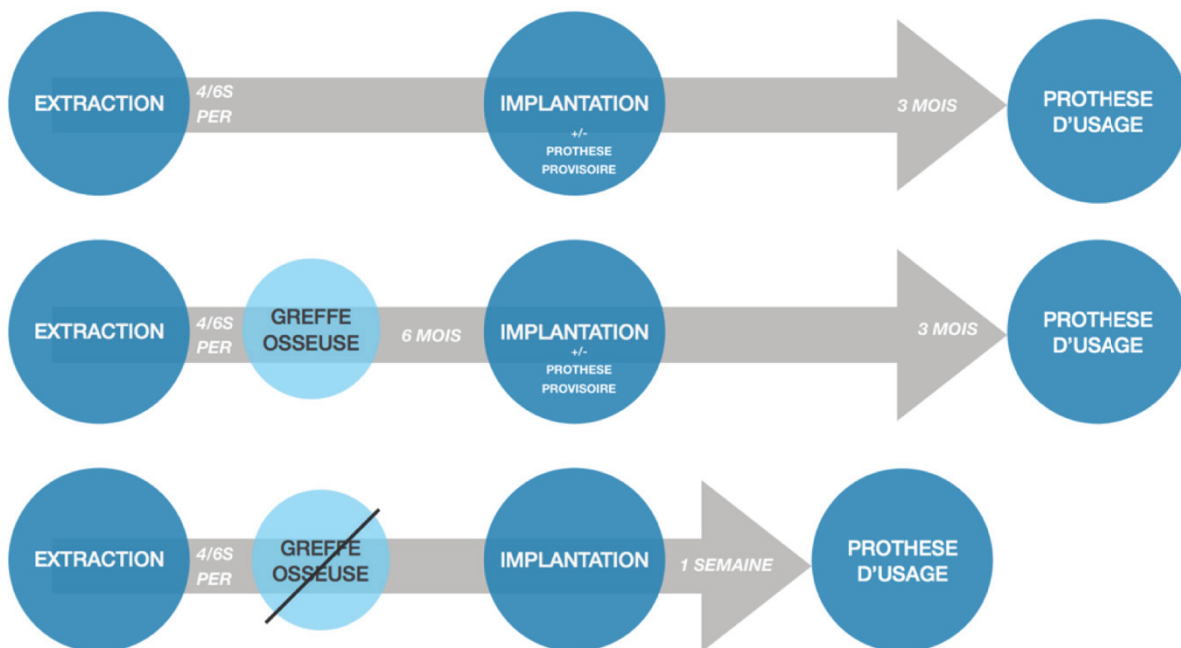 EXTRACTION
4/6S
PER
IMPLANTATION
+/-
PROTHESE
PROVISOIRE
3 MOIS
PROTHESE
D'USAGE
EXTRACTION
4/6S
PER
GREFFE
OSSEUSE
6 MOIS
IMPLANTATION
+/-
PROTHESE
PROVISOIRE
3 MOIS
PROTHESE
D'USAGE
EXTRACTION
4/6S
PER
GREFFE
OSSEUSE
IMPLANTATION
1 SEMAINE
PROTHESE
D'USAGE